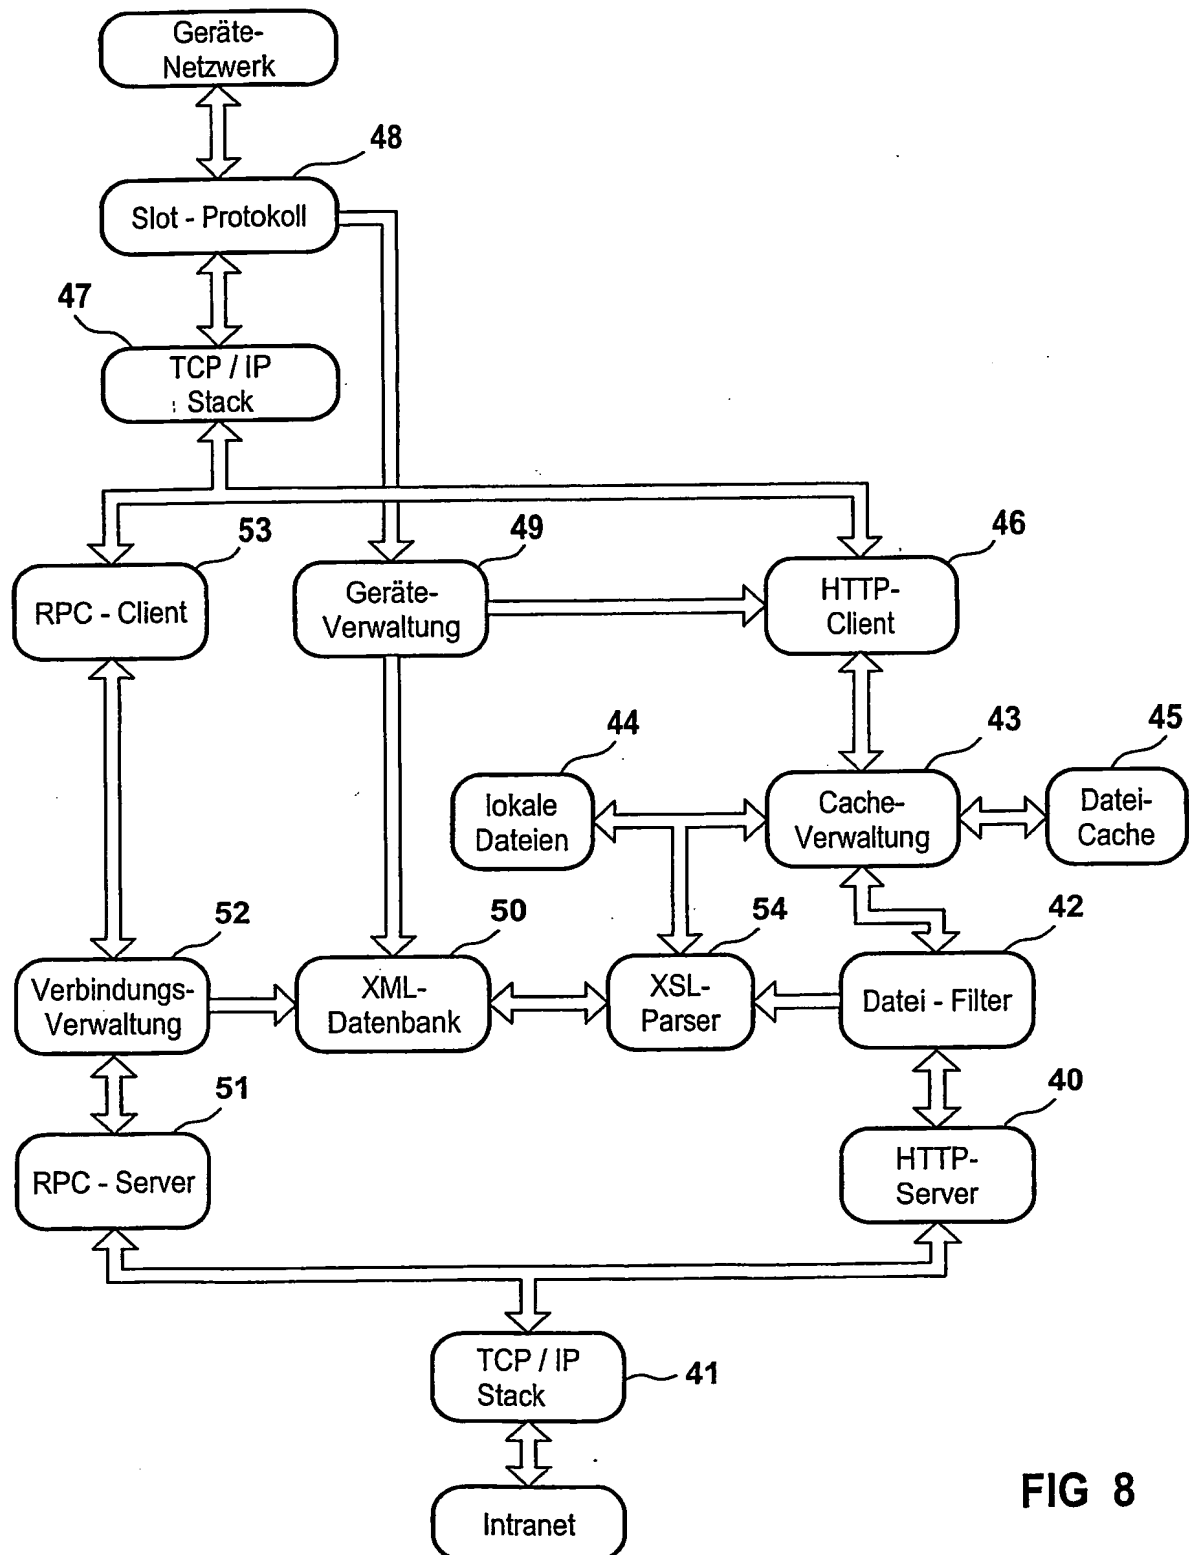 Geräte-
Netzwerk
48
Slot - Protokoll
47
TCP / IP
Stack
53
49
46
RPC - Client
Geräte-
Verwaltung
HTTP-
Client
44
43
45
lokale
Dateien
Cache-
Verwaltung
Datei-
Cache
52
50
54
42
Verbindungs-
Verwaltung
XML-
Datenbank
XSL-
Parser
Datei - Filter
51
40
RPC - Server
HTTP-
Server
TCP / IP
Stack
41
Intranet
FIG 8